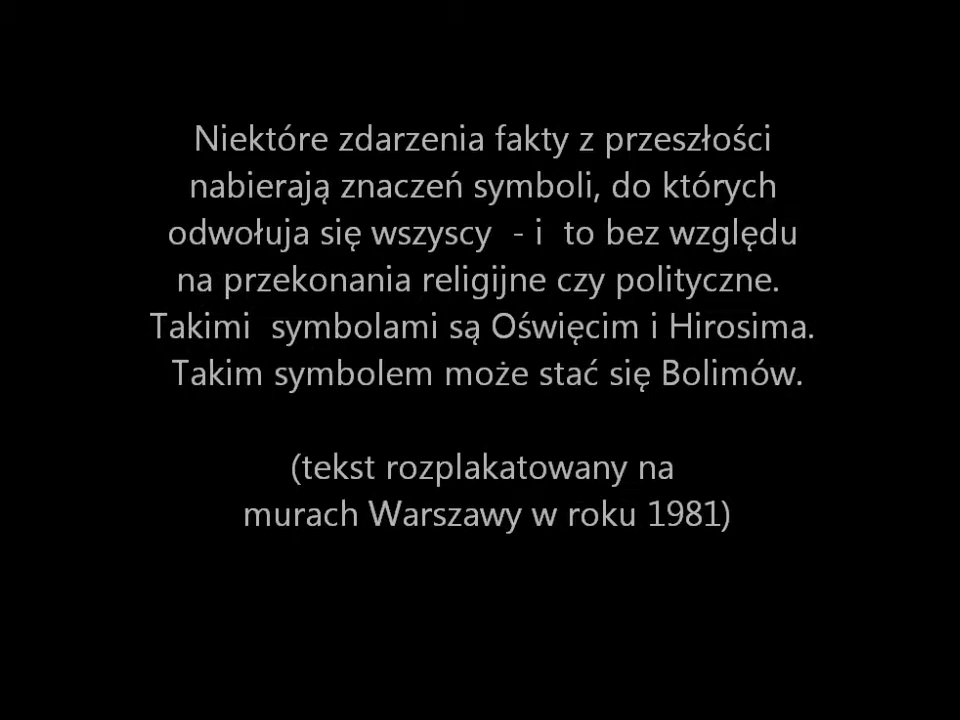 Niektóre zdarzenia fakty z przeszłości
nabierają znaczeń symboli, do których
odwołuja się wszyscy - i to bez względu
na przekonania religijne czy polityczne.
Takimi symbolami są Oświęcim i Hirosima.
Takim symbolem może stać się Bolimów.
(tekst rozplakatowany na
murach Warszawy w roku 1981)